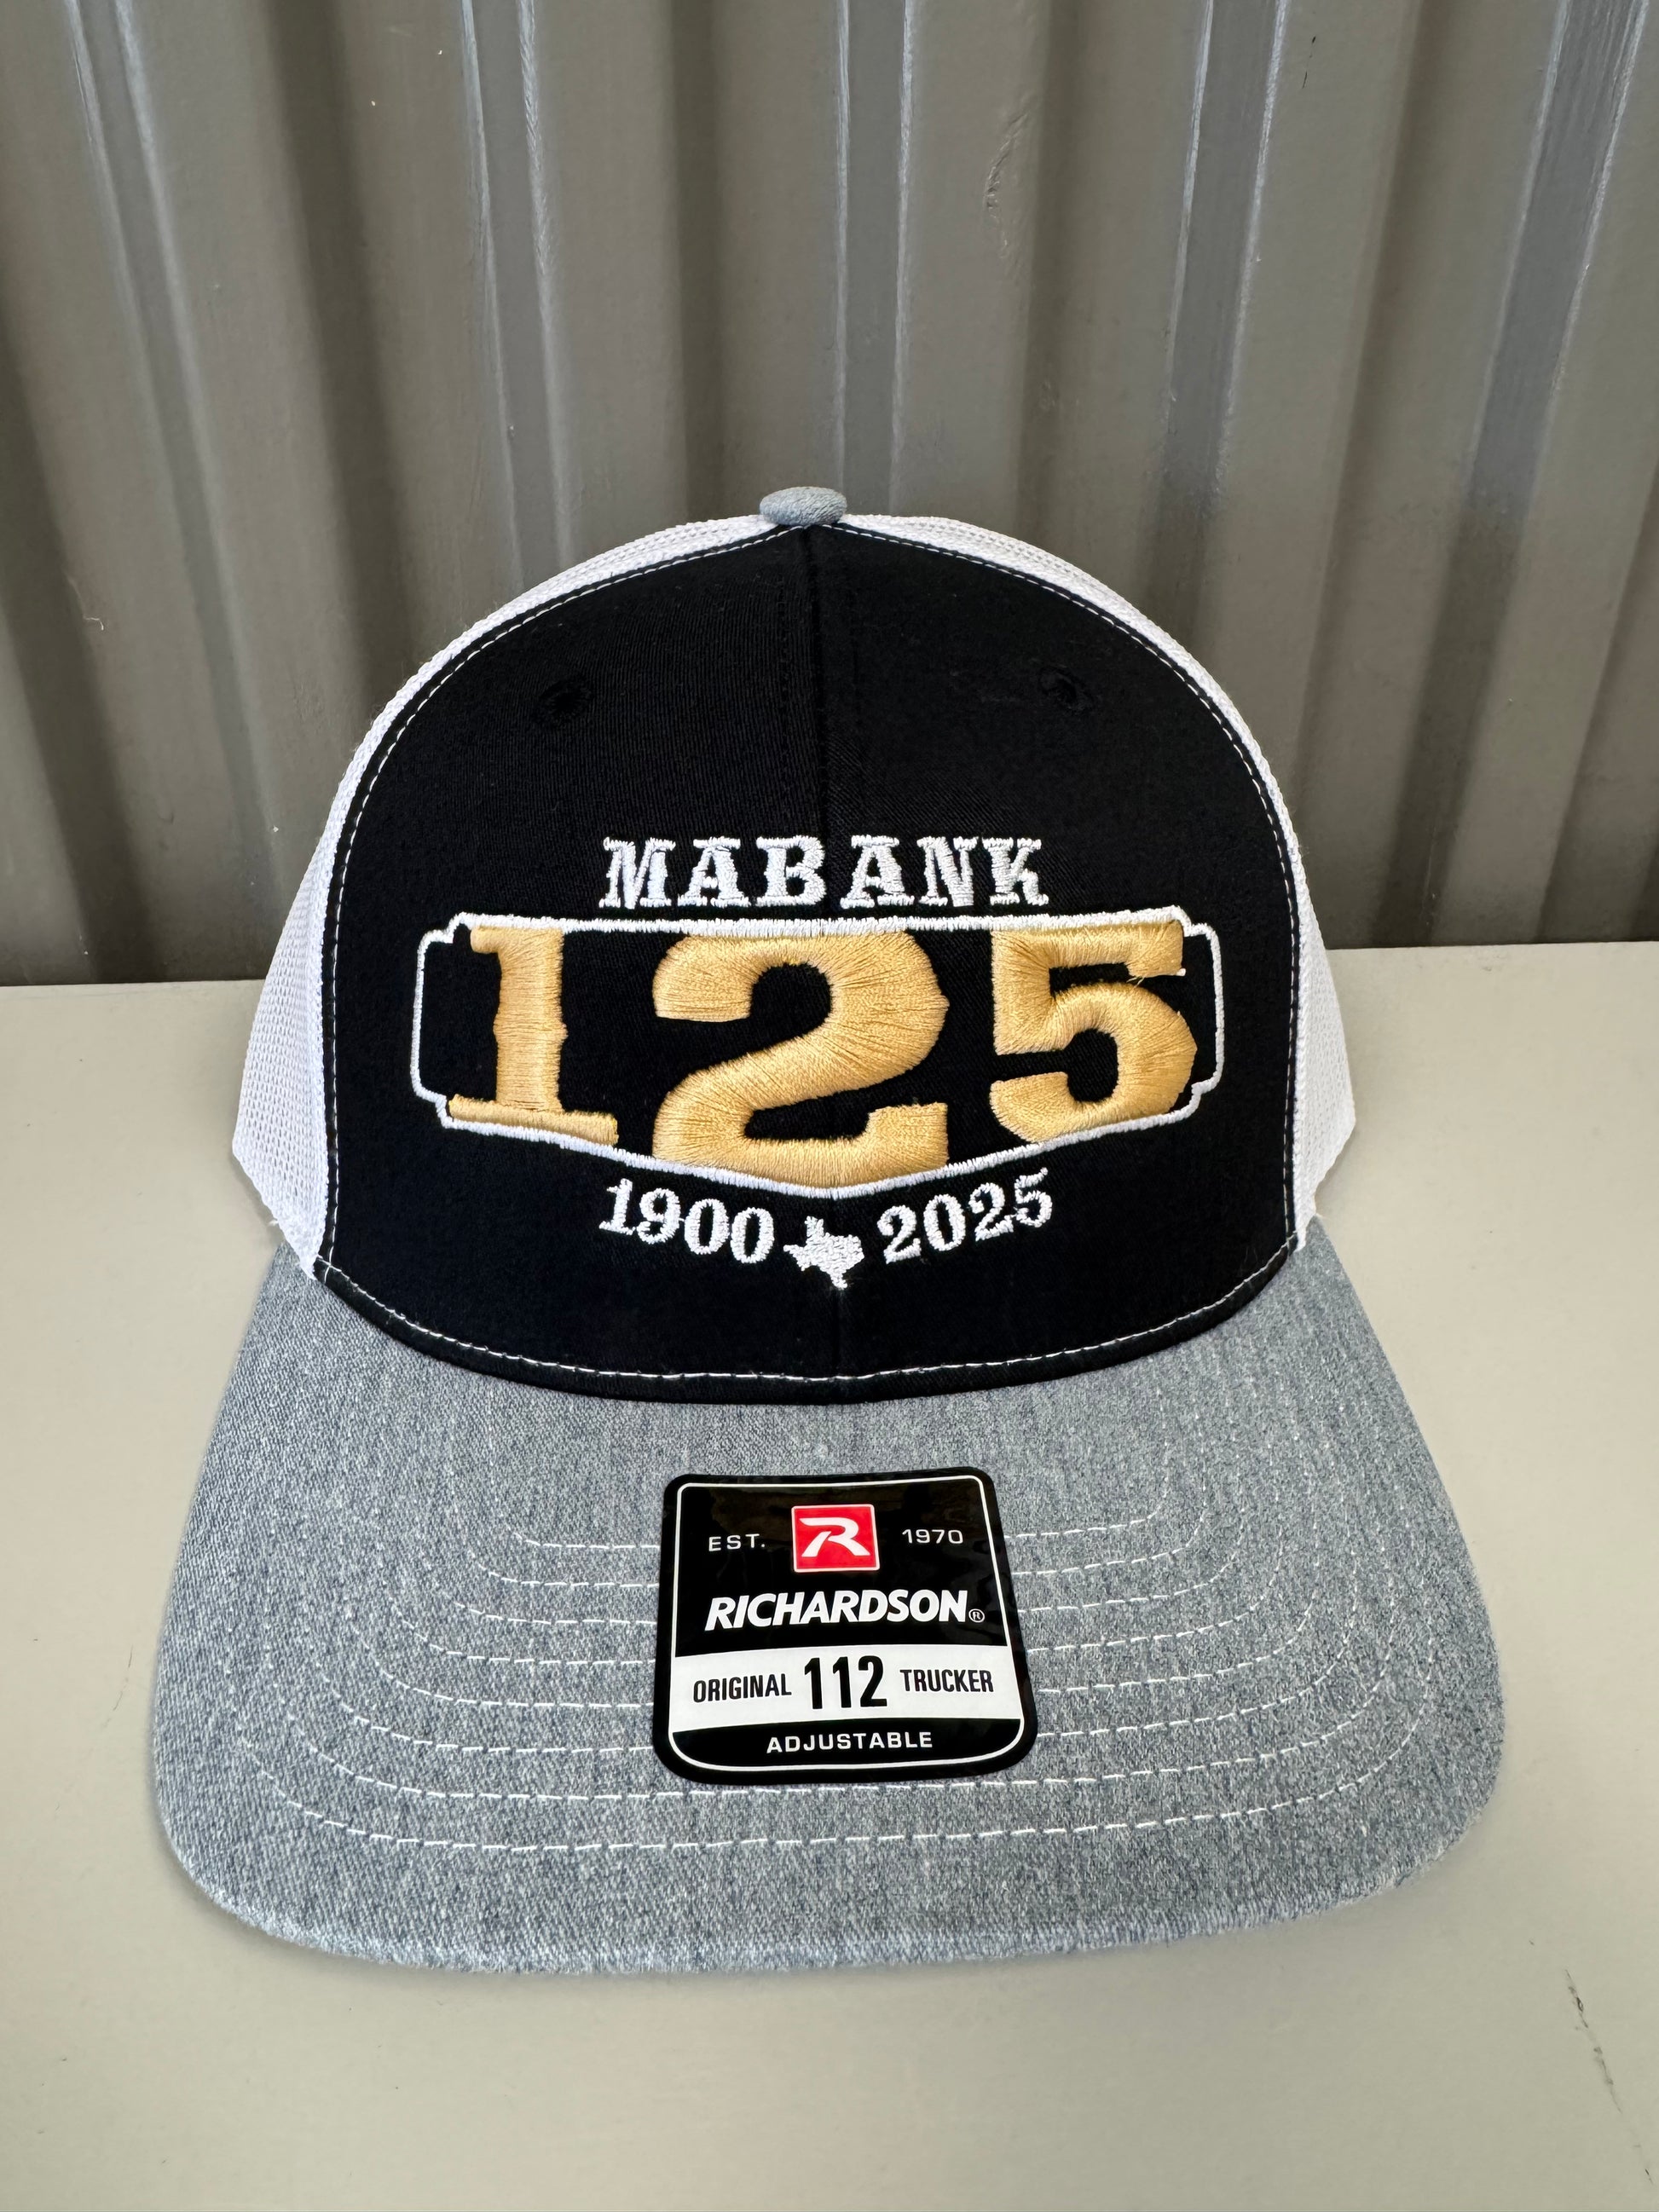 MABANK
125
1900 2025
EST. R 1970
RICHARDSON®
ORIGINAL 112 TRUCKER
ADJUSTABLE